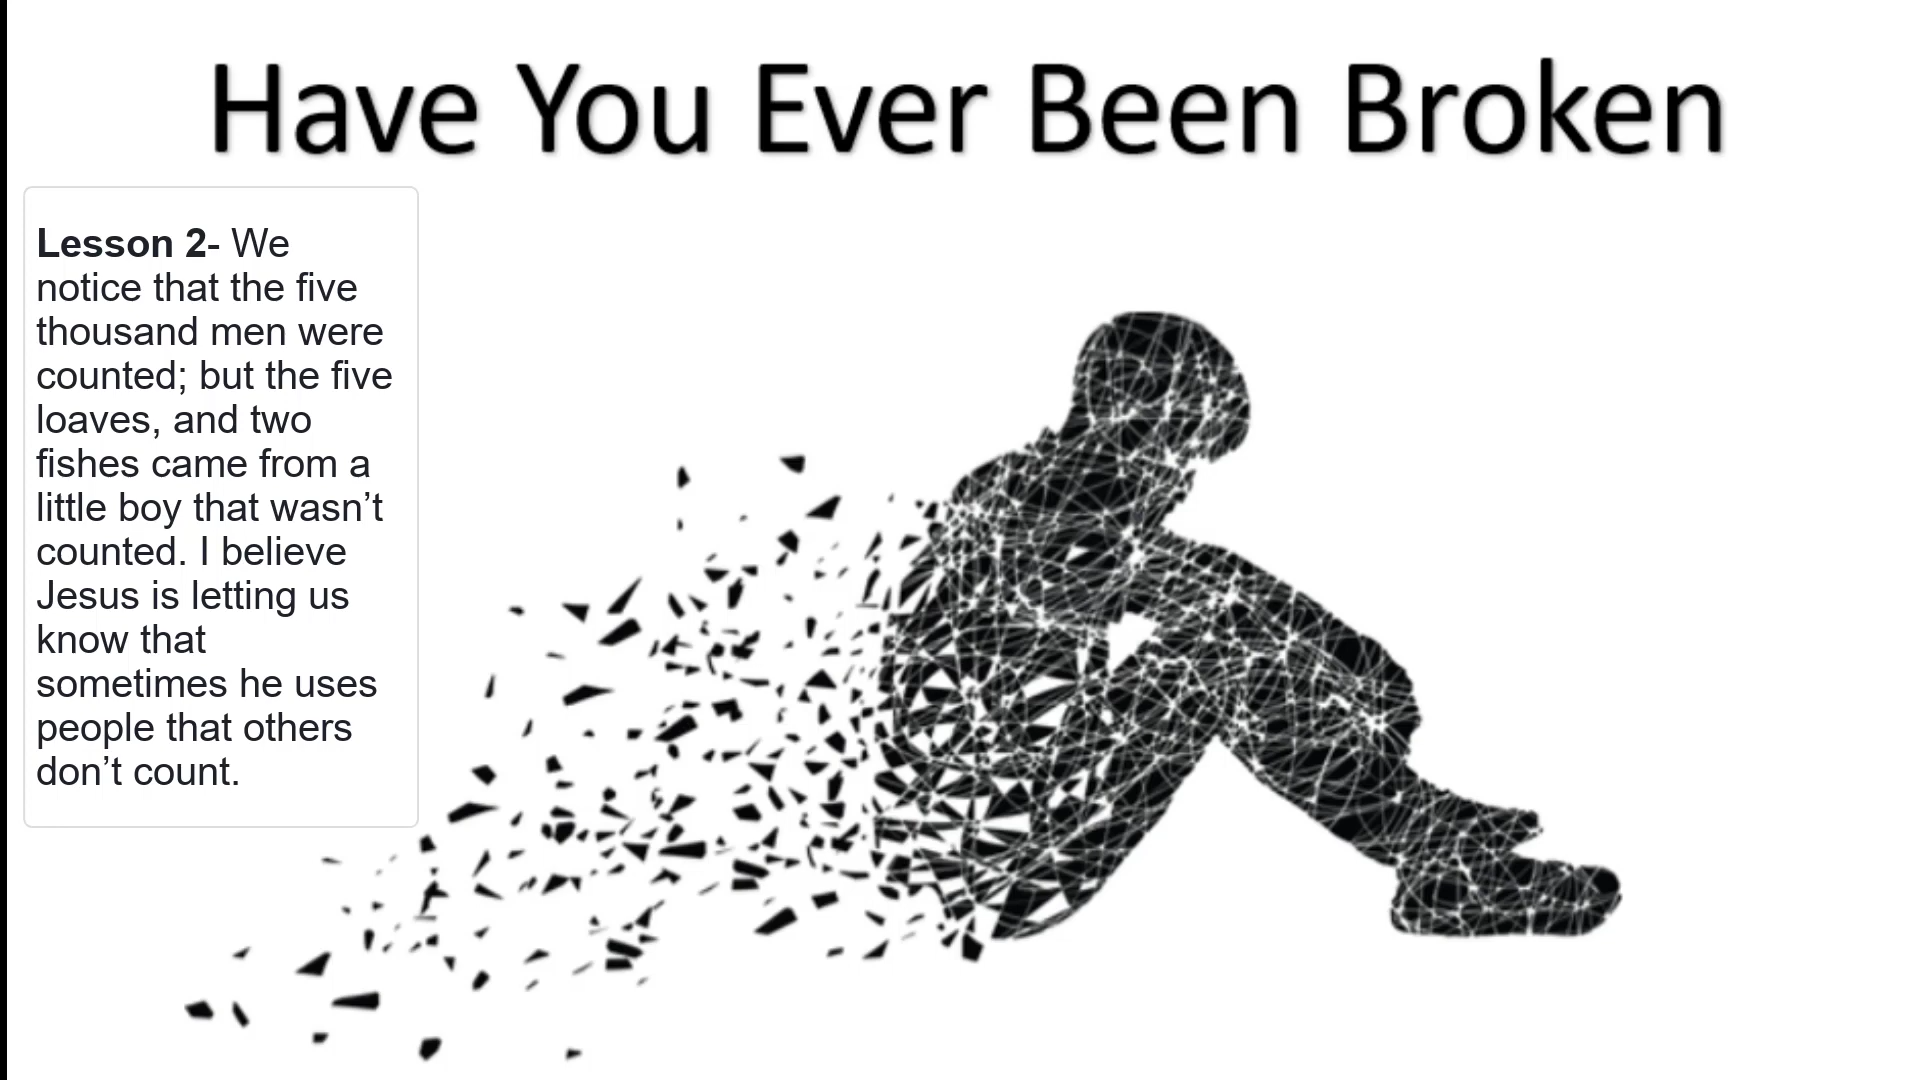 Have You Ever Been Broken
Lesson 2- We
notice that the five
thousand men were
counted; but the five
loaves, and two
fishes came from a
little boy that wasn’t
counted. I believe
Jesus is letting us
know that
sometimes he uses
people that others
don’t count.